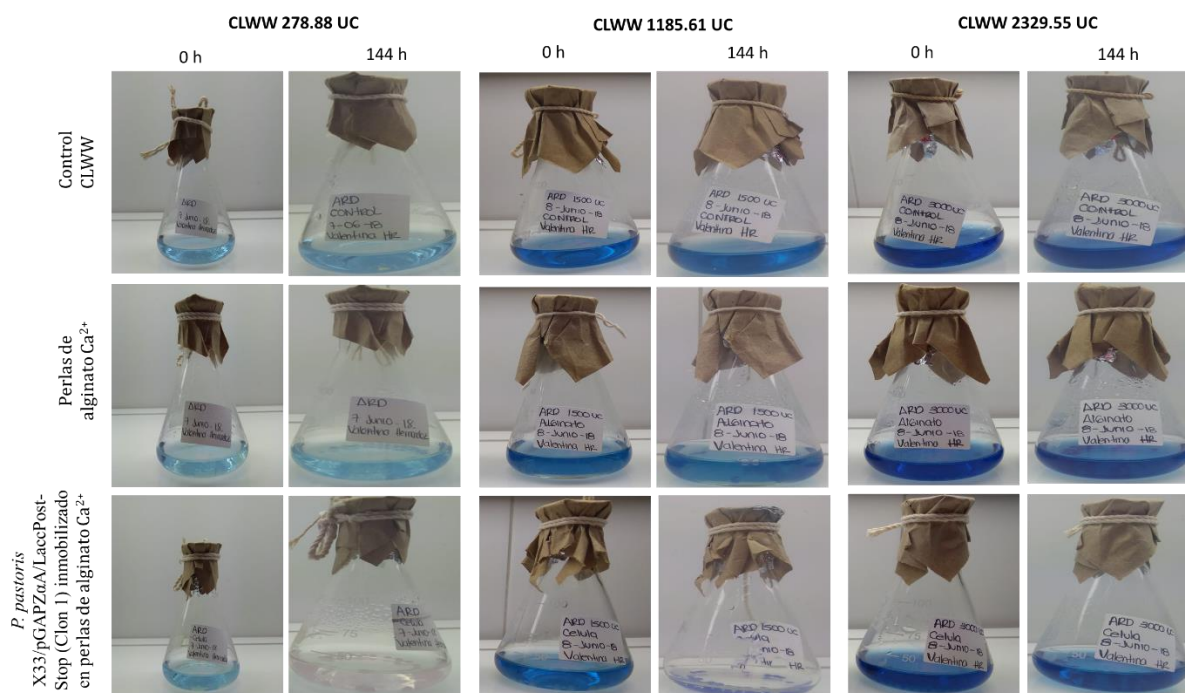 CLWW 278.88 UC
CLWW 1185.61 UC
CLWW 2329.55 UC
0 h
144 h
0 h
144 h
0 h
144 h
Control
CLWW
ARD
7 Junio-18
ARD
CONTROL
7-06-18
Valentina HR
ARD 1500 UC
8-Junio-18
CONTROL
Valentina HR
ARD 1500 UC
8-Junio-18
CONTROL
Valentina HR
ARD 3000 UC
CONTROL
8-Junio-18
Valentina HR
ARD 3000 UC
CONTROL
8-Junio-18
Valentina HR
Perlas de
alginato Ca²⁺
ARD
7 Junio-18
ARD
7 Junio-18
ARD 1500 UC
Alginato
8-Junio-18
Valentina HR
ARD 1500
Alginato
8-Junio-18
Valentina HR
ARD 3000 UC
Alginato
8-Junio-18
Valentina HR
ARD 3000 UC
Alginato
8-Junio-18
Valentina HR
P. pastoris
X33/pGAPZαA/LaccPost-
Stop (Clon 1) inmobilizado
en perlas de alginato Ca²⁺
ARD
75
ARD
ARD 1500 UC
Celula
8-Junio-18
Valentina HR
1500 UC
HR
ARD 3000 UC
Celula
8-Junio-18
Valentina HR
50
ARD 3000 UC
Celula
8-Junio-18
Valentina HR
50